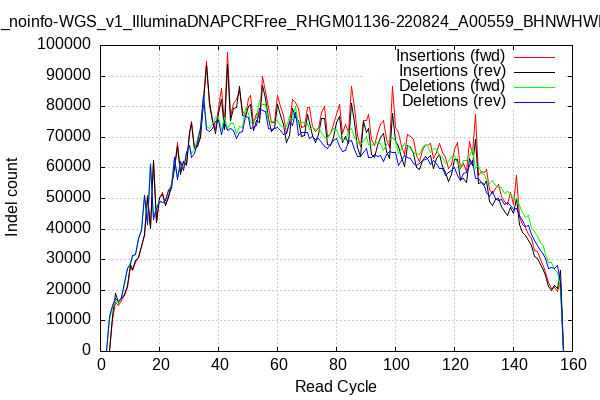 _noinfo-WGS_v1_IlluminaDNAPCRFree_RHGM01136-220824_A00559_BHNWHW
Insertions (fwd)
Insertions (rev)
Deletions (fwd)
Deletions (rev)
100000
90000
80000
70000
60000
50000
40000
30000
20000
10000
0
Indel count
0 20 40 60 80 100 120 140 160
Read Cycle